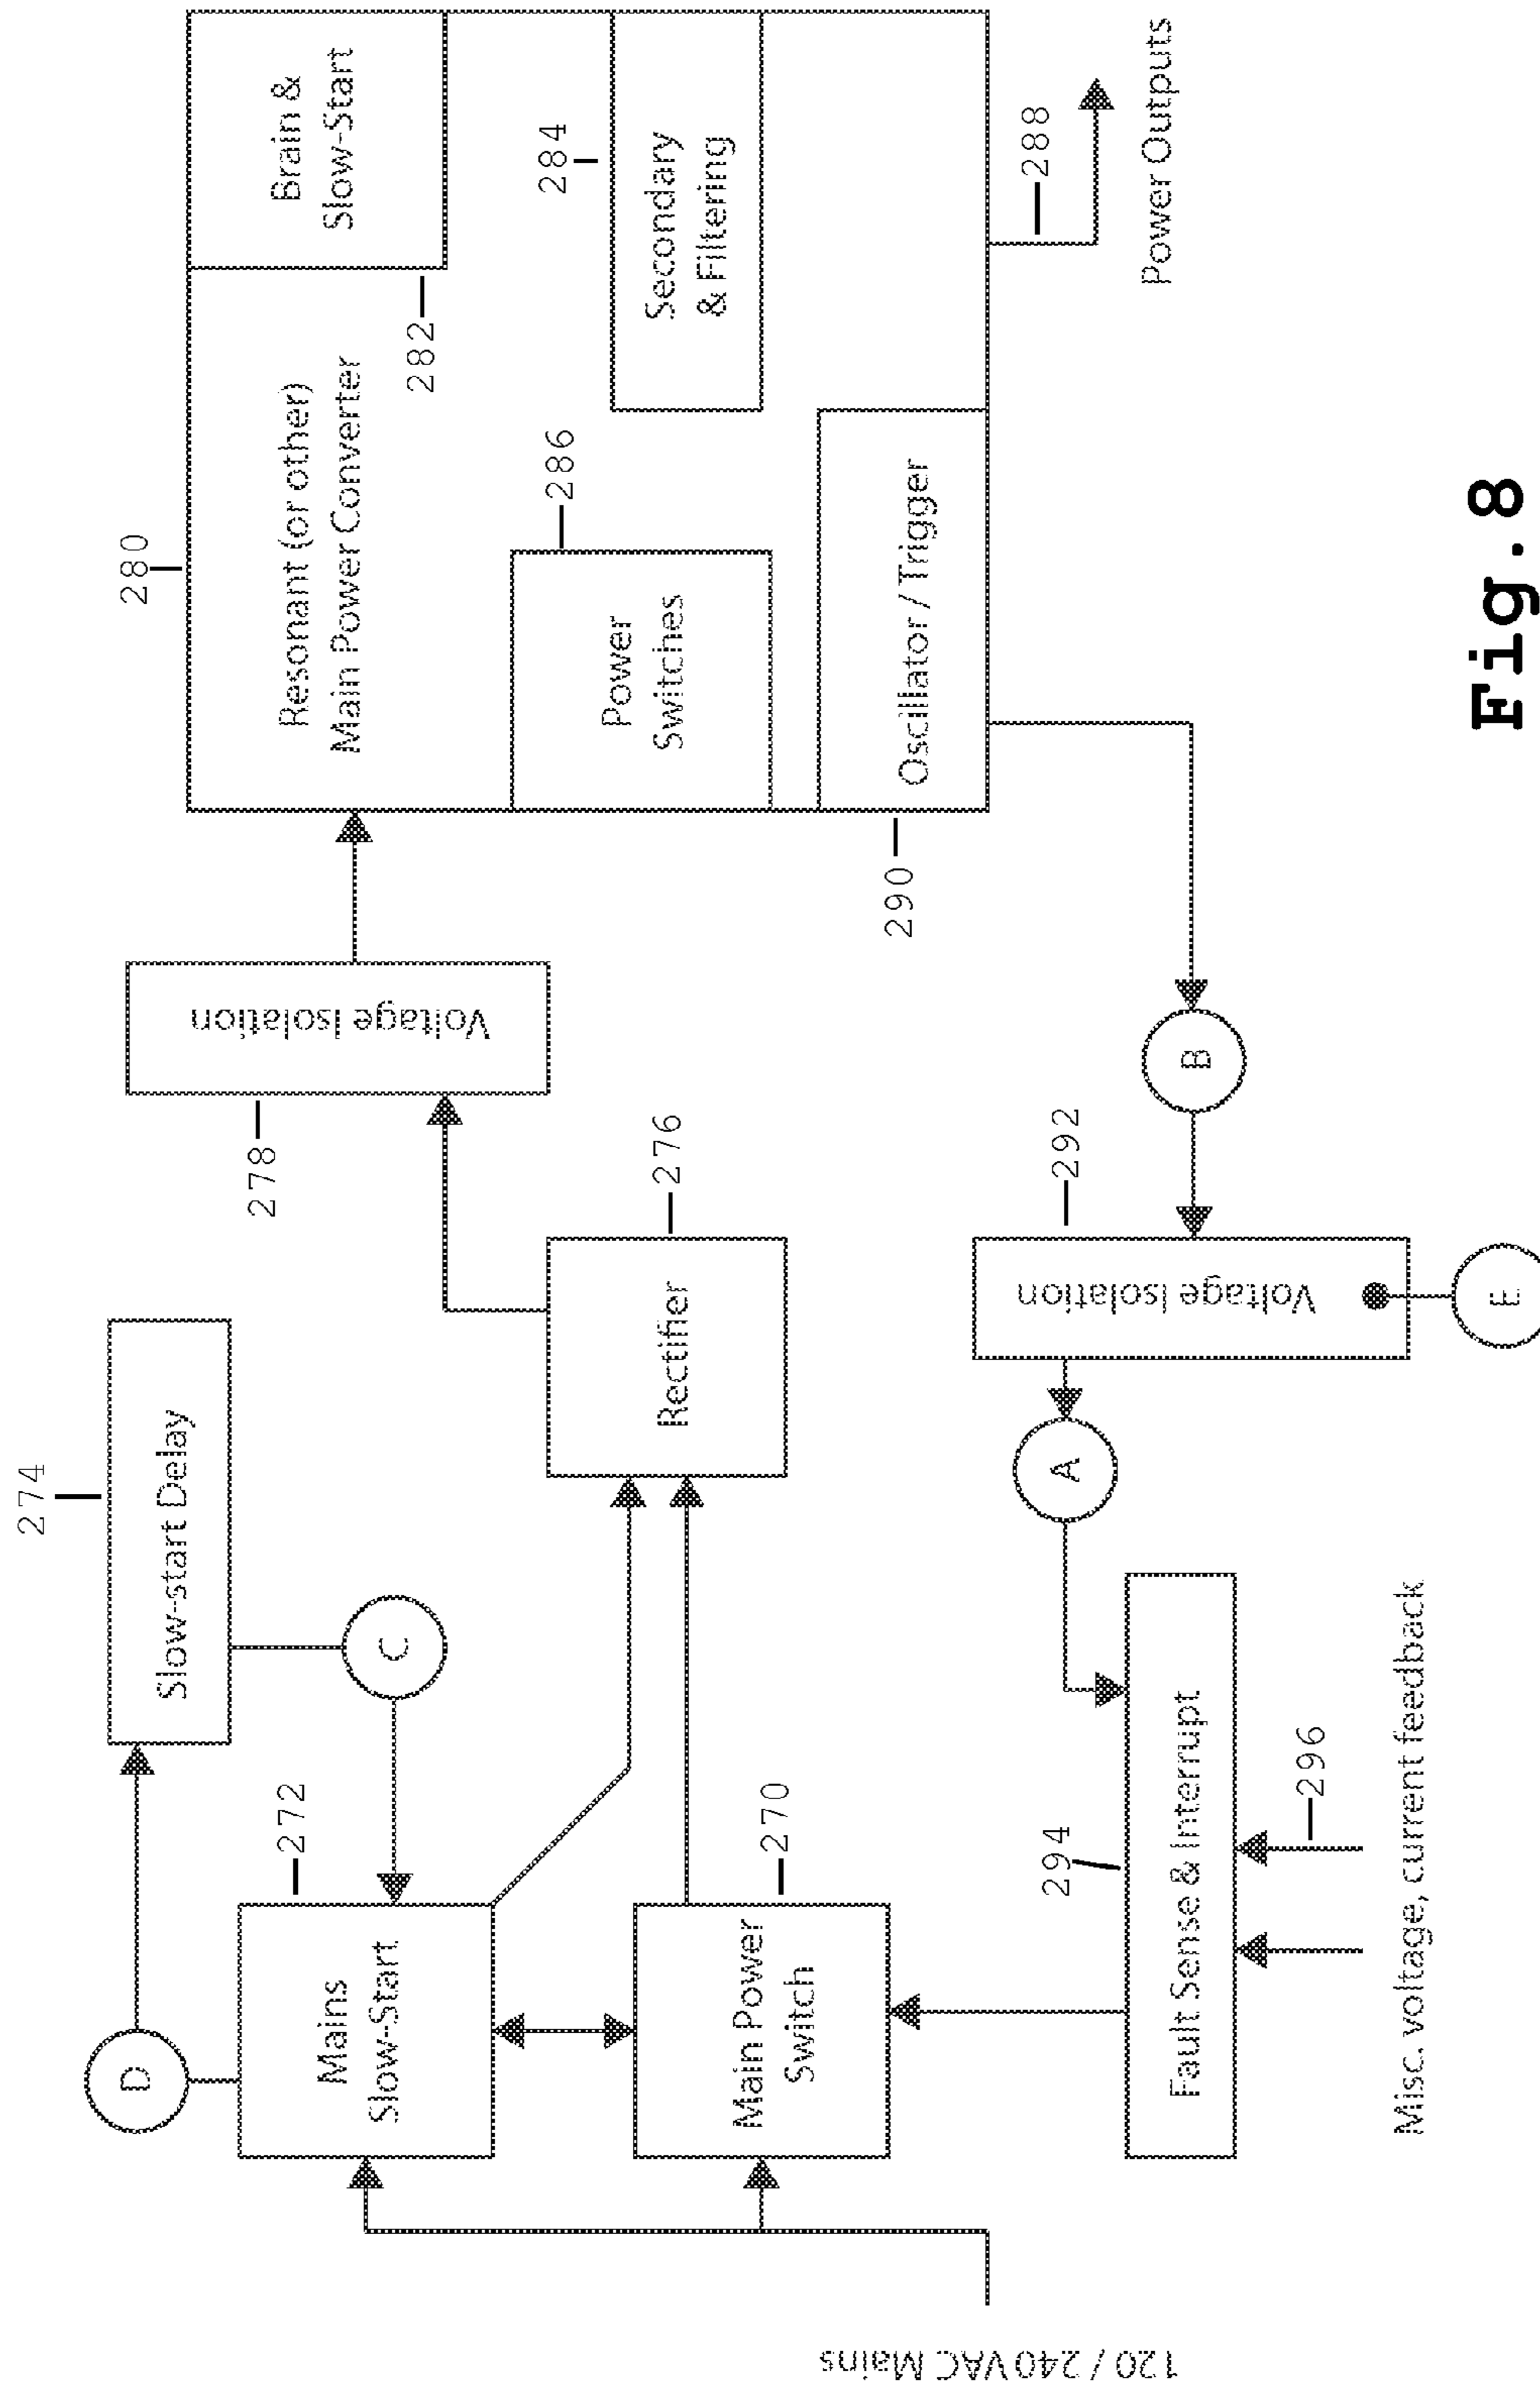 274
Slow-start Delay
D
C
272
Mains
Slow-Start
270
Main Power
Switch
120 / 240 VAC Mains
276
Rectifier
278
Voltage Isolation
280
Resonant (or other)
Main Power Converter
Brain &
Slow-Start
282
284
Secondary
& Filtering
286
Power
Switches
Oscillator / Trigger
290
288
Power Outputs
B
292
Voltage Isolation
E
A
294
Fault Sense & Interrupt
296
Misc. voltage, current feedback
Fig. 8